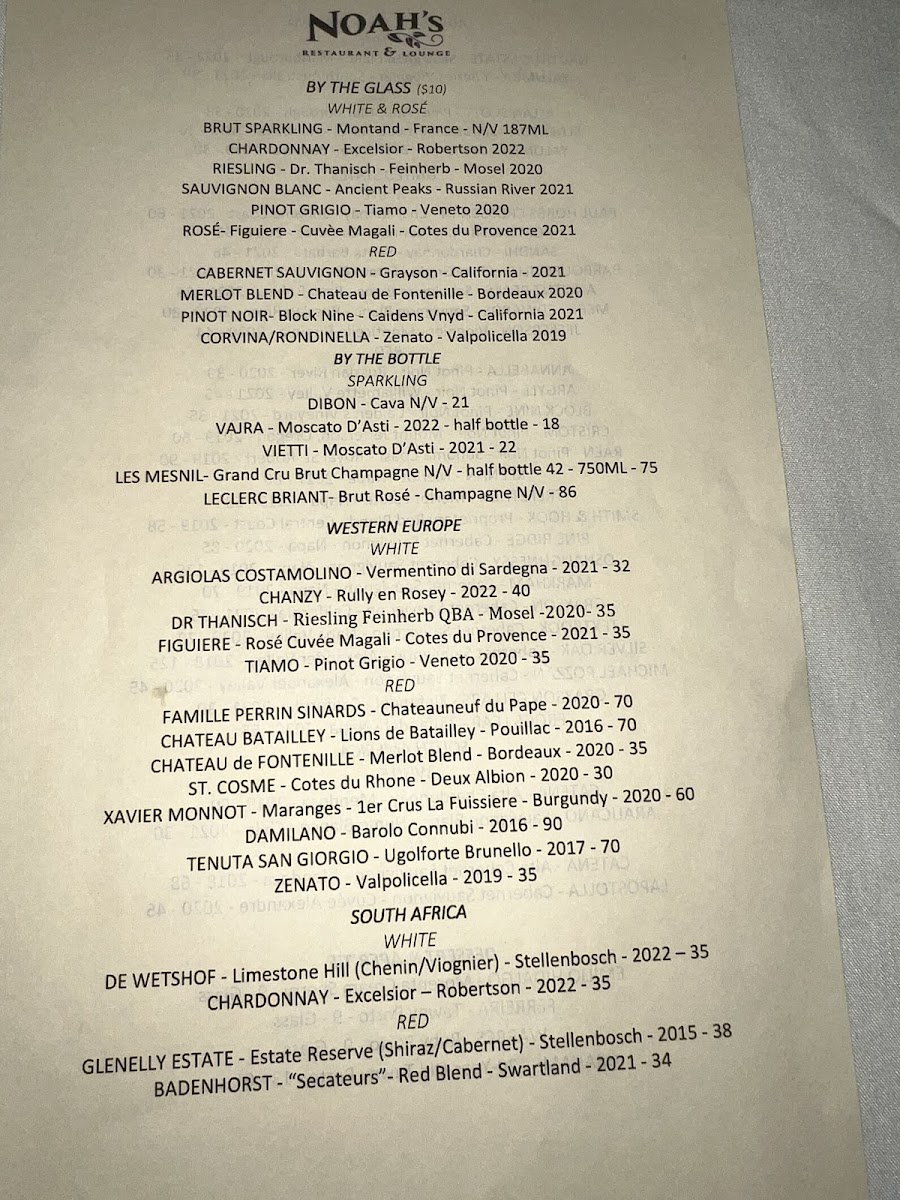 NOAH'S
RESTAURANT & LOUNGE
BY THE GLASS ($10)
WHITE & ROSÉ
BRUT SPARKLING - Montand - France - N/V 187ML
CHARDONNAY - Excelsior - Robertson 2022
RIESLING - Dr. Thanisch - Feinherb - Mosel 2020
SAUVIGNON BLANC - Ancient Peaks - Russian River 2021
PINOT GRIGIO - Tiamo - Veneto 2020
ROSÉ- Figuiere - Cuvèe Magali - Cotes du Provence 2021
RED
CABERNET SAUVIGNON - Grayson - California - 2021
MERLOT BLEND - Chateau de Fontenille - Bordeaux 2020
PINOT NOIR- Block Nine - Caidens Vnyd - California 2021
CORVINA/RONDINELLA - Zenato - Valpolicella 2019
BY THE BOTTLE
SPARKLING
DIBON - Cava N/V - 21
VAJRA - Moscato D'Asti - 2022 - half bottle - 18
VIETTI - Moscato D'Asti - 2021 - 22
LES MESNIL- Grand Cru Brut Champagne N/V - half bottle 42 - 750ML - 75
LECLERC BRIANT- Brut Rosé - Champagne N/V - 86
WESTERN EUROPE
WHITE
ARGIOLAS COSTAMOLINO - Vermentino di Sardegna - 2021 - 32
CHANZY - Rully en Rosey - 2022 - 40
DR THANISCH - Riesling Feinherb QBA - Mosel -2020- 35
FIGUIERE - Rosé Cuvée Magali - Cotes du Provence - 2021 - 35
TIAMO - Pinot Grigio - Veneto 2020 - 35
RED
FAMILLE PERRIN SINARDS - Chateauneuf du Pape - 2020 - 70
CHATEAU BATAILLEY - Lions de Batailley - Pouillac - 2016 - 70
CHATEAU de FONTENILLE - Merlot Blend - Bordeaux - 2020 - 35
ST. COSME - Cotes du Rhone - Deux Albion - 2020 - 30
XAVIER MONNOT - Maranges - 1er Crus La Fuissiere - Burgundy - 2020 - 60
DAMILANO - Barolo Connubi - 2016 - 90
TENUTA SAN GIORGIO - Ugolforte Brunello - 2017 - 70
ZENATO - Valpolicella - 2019 - 35
SOUTH AFRICA
WHITE
DE WETSHOF - Limestone Hill (Chenin/Viognier) - Stellenbosch - 2022 – 35
CHARDONNAY - Excelsior – Robertson - 2022 - 35
RED
GLENELLY ESTATE - Estate Reserve (Shiraz/Cabernet) - Stellenbosch - 2015 - 38
BADENHORST - "Secateurs"- Red Blend - Swartland - 2021 - 34